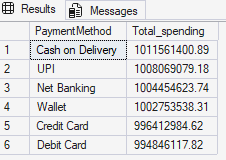 Results Messages
PaymentMethod Total_spending
1 Cash on Delivery 1011561400.89
2 UPI 1008069079.18
3 Net Banking 1004454623.74
4 Wallet 1002753538.31
5 Credit Card 996412984.62
6 Debit Card 994846117.82